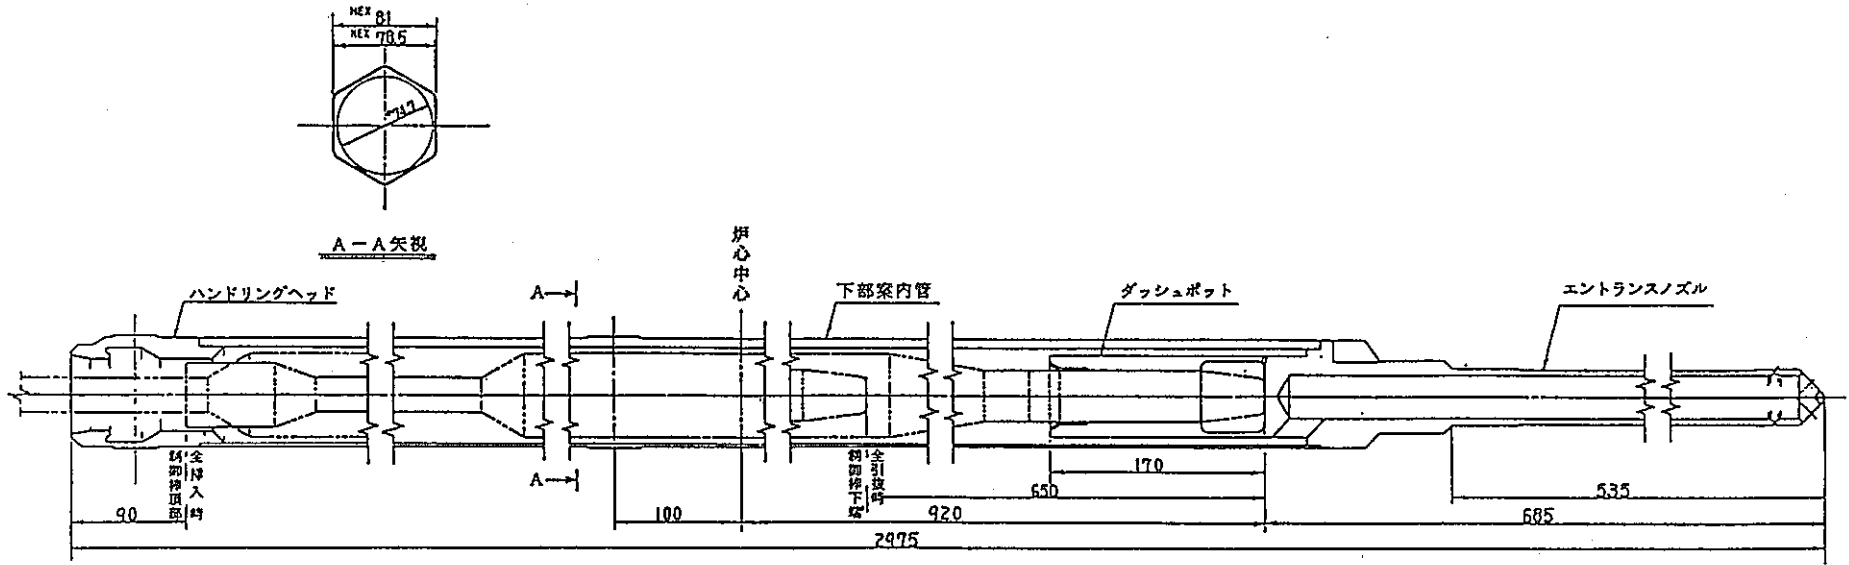 HEX 81
HEX 78.5
74.7
A－A矢視
炉心中心
ハンドリングヘッド
A
下部案内管
ダッシュポット
エントランスノズル
全挿入時
制御棒頂部
A
全引抜時
制御棒下端
170
650
535
90
100
920
685
2975